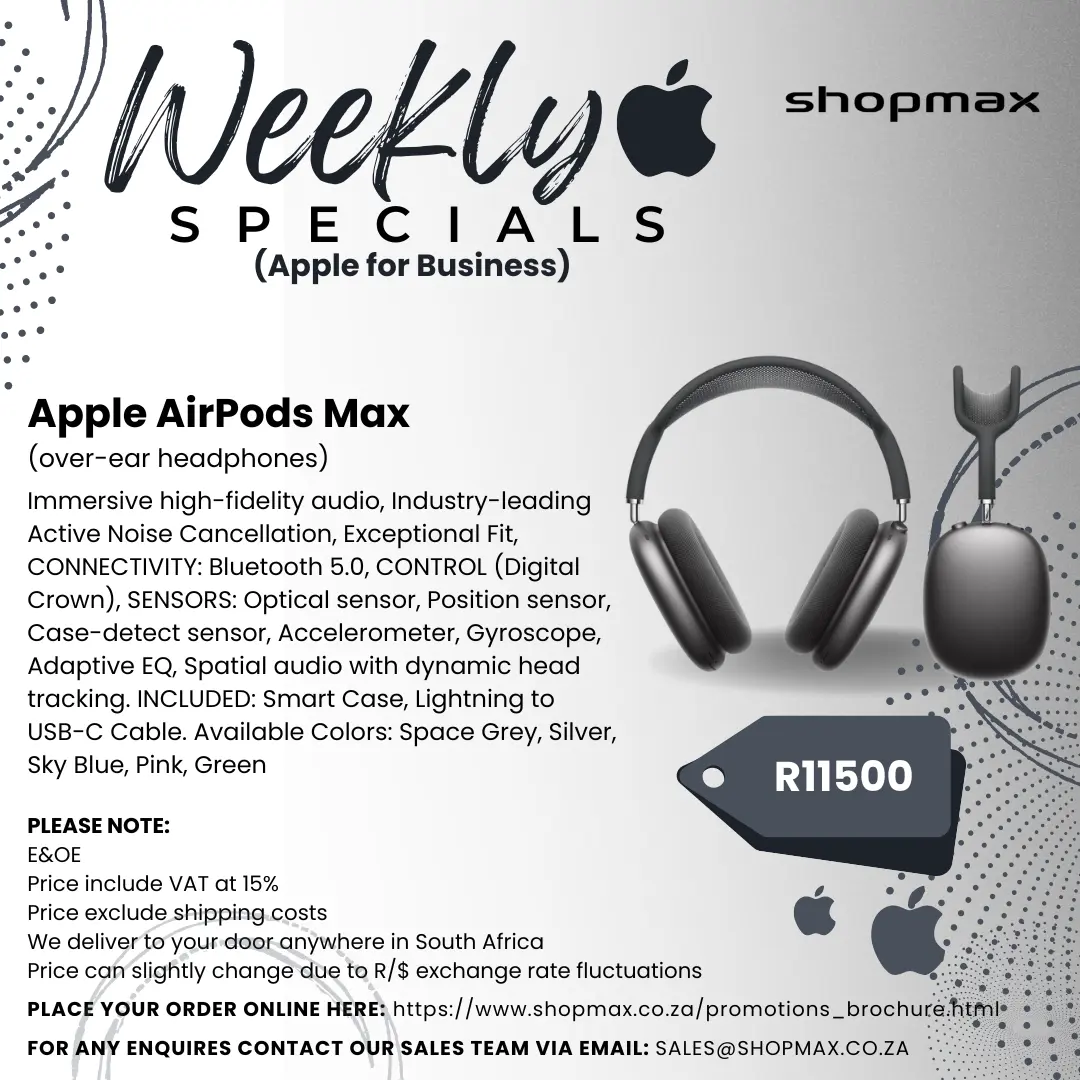 Weekly
shopmax
SPECIALS
(Apple for Business)
Apple AirPods Max
(over-ear headphones)
Immersive high-fidelity audio, Industry-leading
Active Noise Cancellation, Exceptional Fit,
CONNECTIVITY: Bluetooth 5.0, CONTROL (Digital
Crown), SENSORS: Optical sensor, Position sensor,
Case-detect sensor, Accelerometer, Gyroscope,
Adaptive EQ, Spatial audio with dynamic head
tracking. INCLUDED: Smart Case, Lightning to
USB-C Cable. Available Colors: Space Grey, Silver,
Sky Blue, Pink, Green
R11500
PLEASE NOTE:
E&OE
Price include VAT at 15%
Price exclude shipping costs
We deliver to your door anywhere in South Africa
Price can slightly change due to R/$ exchange rate fluctuations
PLACE YOUR ORDER ONLINE HERE: https://www.shopmax.co.za/promotions_brochure.html
FOR ANY ENQUIRES CONTACT OUR SALES TEAM VIA EMAIL: SALES@SHOPMAX.CO.ZA